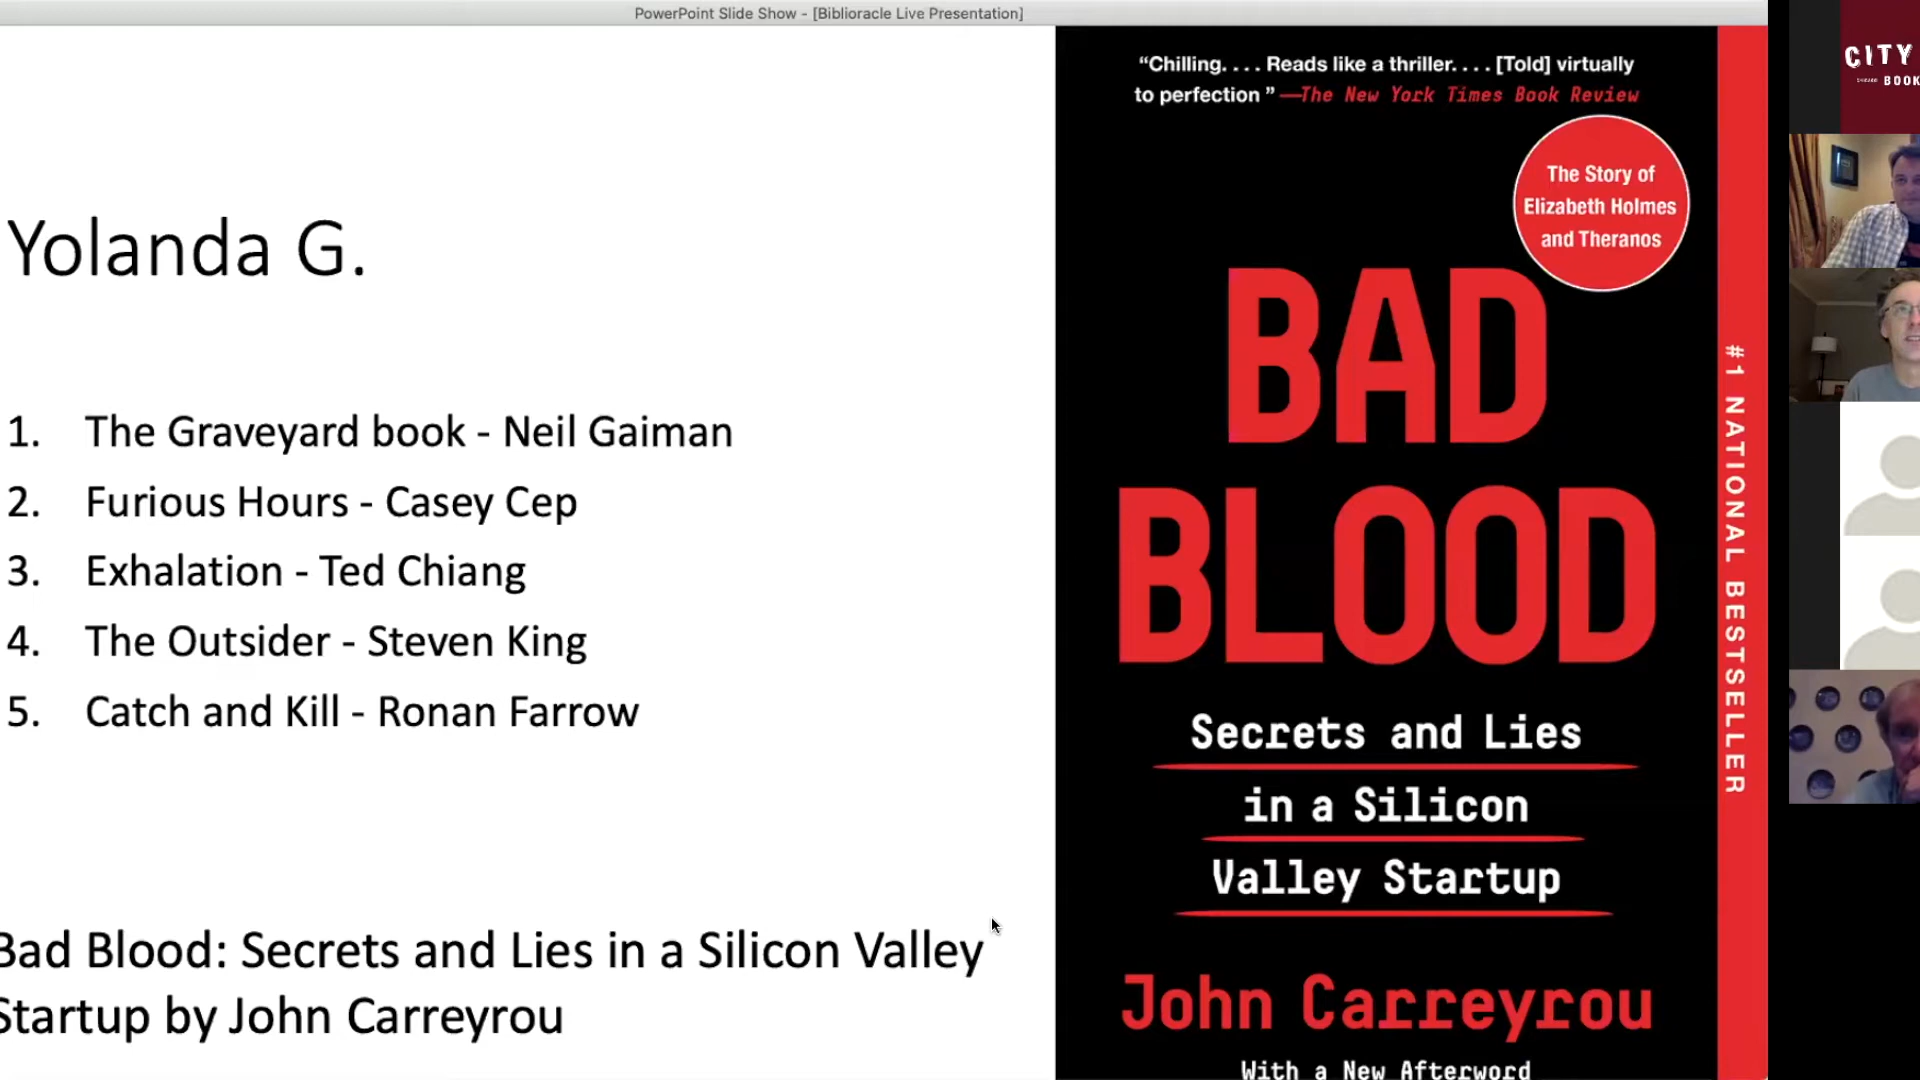 PowerPoint Slide Show - [Biblioracle Live Presentation]
Yolanda G.
1. The Graveyard book - Neil Gaiman
2. Furious Hours - Casey Cep
3. Exhalation - Ted Chiang
4. The Outsider - Steven King
5. Catch and Kill - Ronan Farrow
Bad Blood: Secrets and Lies in a Silicon Valley
Startup by John Carreyrou
“Chilling. . . . Reads like a thriller. . . . [Told] virtually
to perfection ” —The New York Times Book Review
The Story of
Elizabeth Holmes
and Theranos
BAD
BLOOD
Secrets and Lies
in a Silicon
Valley Startup
John Carreyrou
With a New Afterword
#1 NATIONAL BESTSELLER
CITY
BOOK